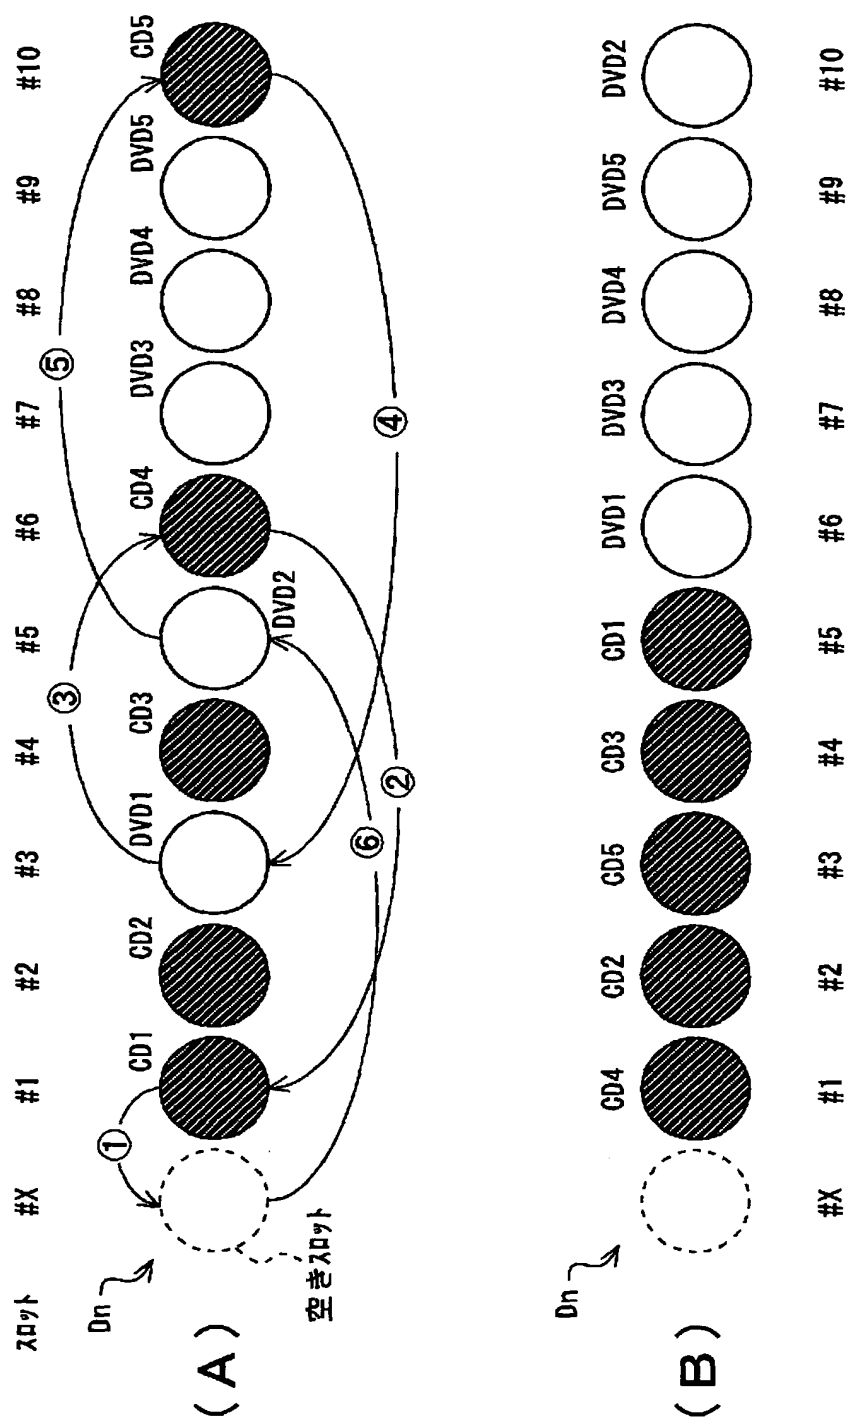 スロット #X #1 #2 #3 #4 #5 #6 #7 #8 #9 #10
⑤
③
①
Dn
CD1 CD2 DVD1 CD3 CD4 DVD3 DVD4 DVD5 CD5
DVD2
空きスロット
⑥
②
④
(A)
Dn
CD4 CD2 CD5 CD3 CD1 DVD1 DVD3 DVD4 DVD5 DVD2
(B)
#X #1 #2 #3 #4 #5 #6 #7 #8 #9 #10